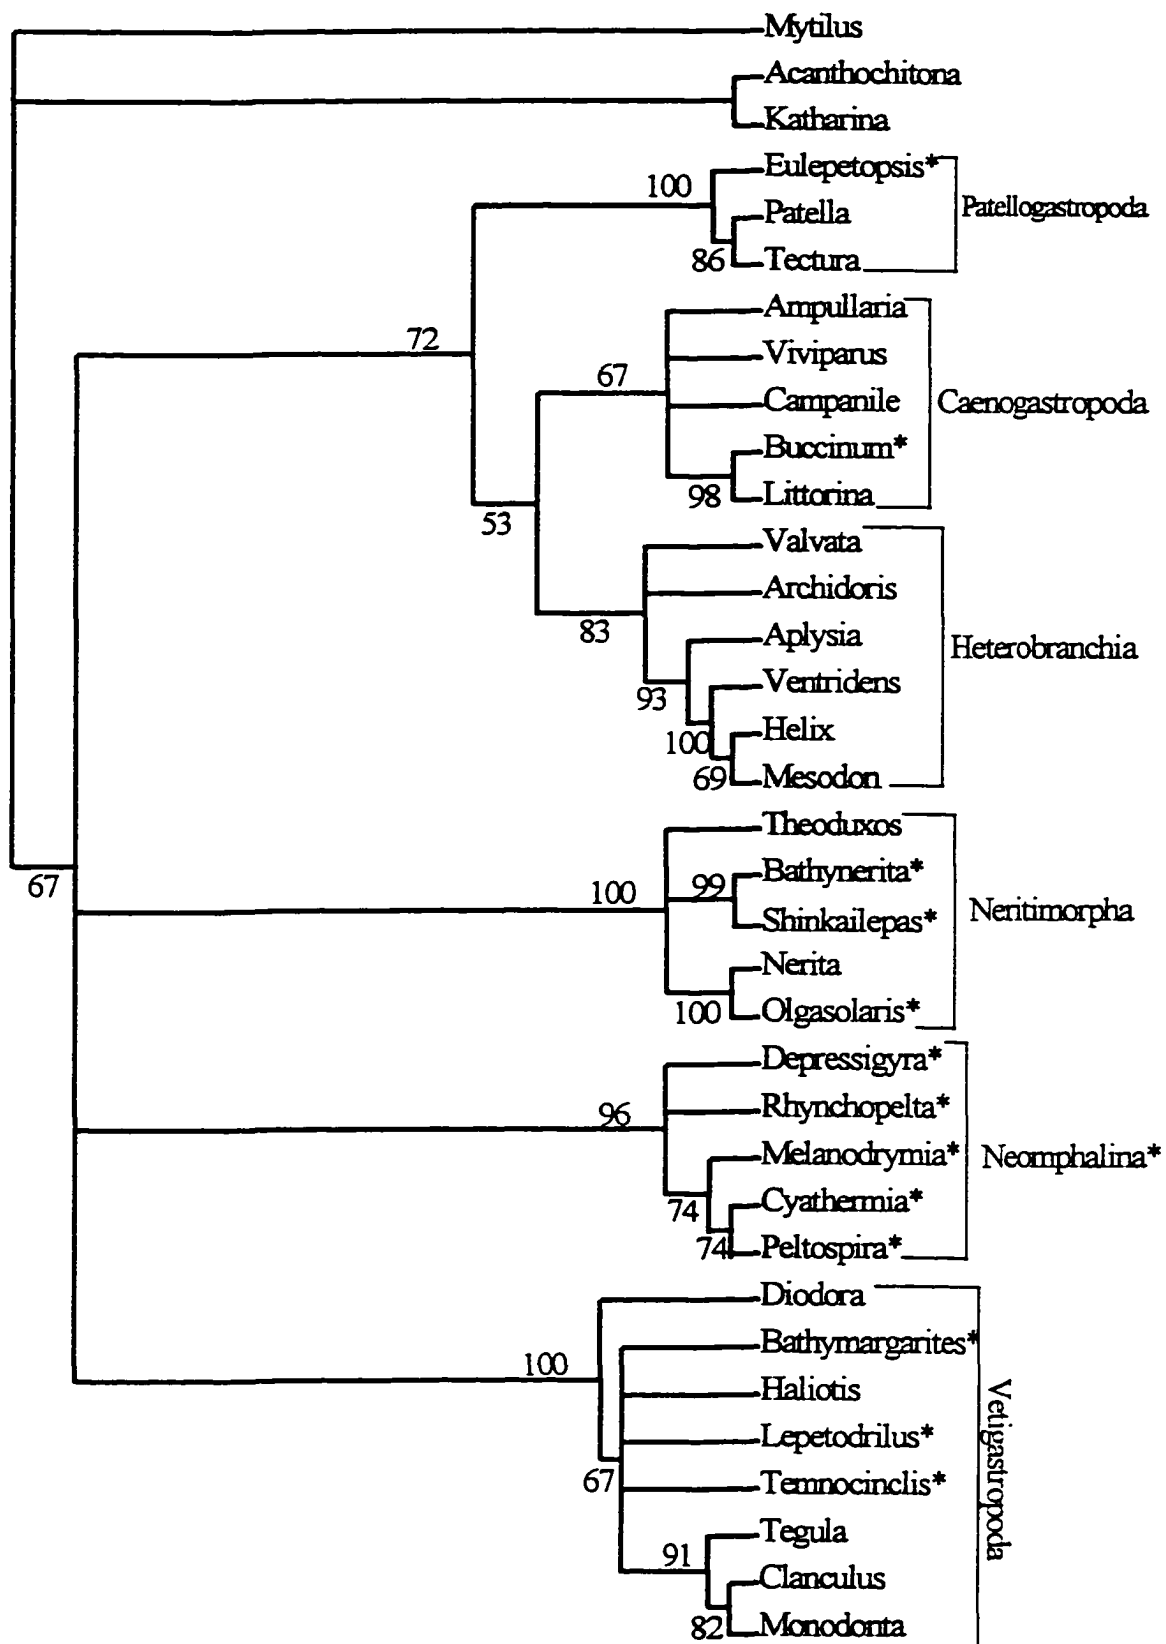 Mytilus
Acanthochitona
Katharina
Eulepetopsis*
100
Patella
Patellogastropoda
86
Tectura
Ampullaria
72
Viviparus
67
Campanile
Caenogastropoda
Buccinum*
98
Littorina
53
Valvata
Archidoris
83
Aplysia
Heterobranchia
Ventridens
93
Helix
100
69
Mesodon
Theoduxos
67
99
Bathynerita*
100
Shinkailepas*
Neritimorpha
Nerita
100
Olgasolaris*
Depressigyra*
96
Rhynchopelta*
Melanodrymia*
Neomphalina*
74
Cyathermia*
74
Peltospira*
Diodora
Bathymargarites*
100
Haliotis
Lepetodrilus*
Vetigastropoda
67
Temnocinclis*
Tegula
91
Clanculus
82
Monodonta